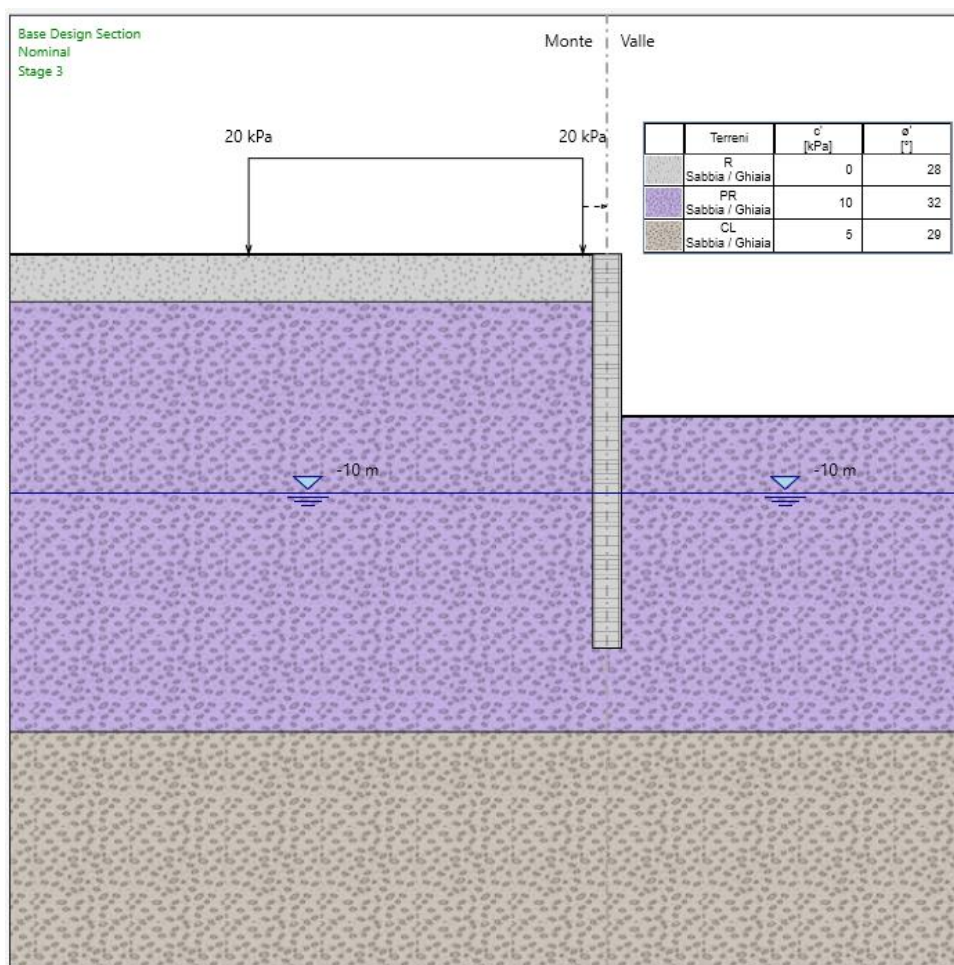 Base Design Section
Nominal
Stage 3
Monte
Valle
20 kPa
20 kPa
Terreni
c'
[kPa]
ø'
[°]
R
Sabbia / Ghiaia
0
28
PR
Sabbia / Ghiaia
10
32
CL
Sabbia / Ghiaia
5
29
-10 m
-10 m